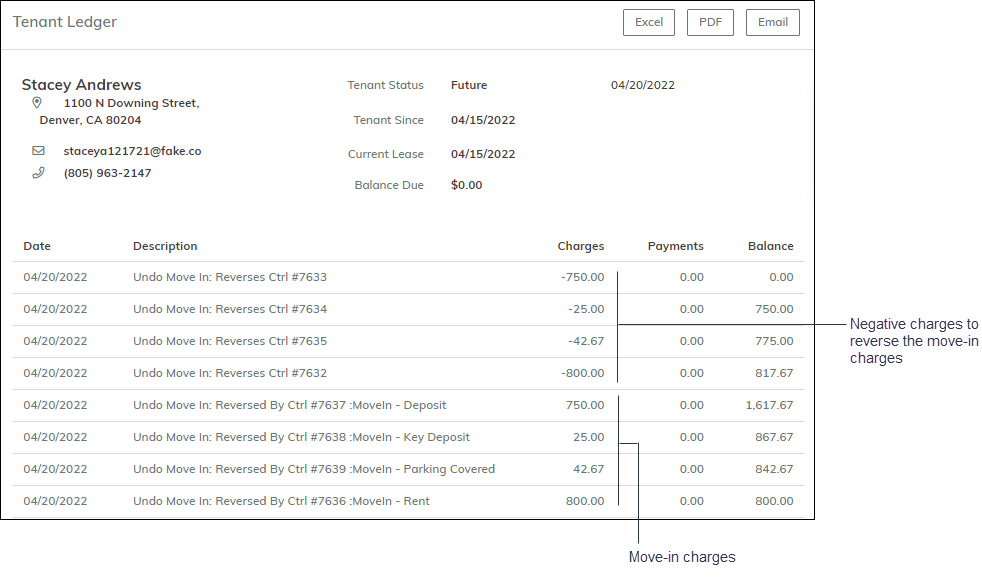 Tenant Ledger Excel PDF Email
Stacey Andrews Tenant Status Future 04/20/2022
1100 N Downing Street,
Denver, CA 80204 Tenant Since 04/15/2022
staceya121721@fake.co Current Lease 04/15/2022
(805) 963-2147 Balance Due $0.00
Date Description Charges Payments Balance
04/20/2022 Undo Move In: Reverses Ctrl #7633 -750.00 0.00 0.00
04/20/2022 Undo Move In: Reverses Ctrl #7634 -25.00 0.00 750.00
04/20/2022 Undo Move In: Reverses Ctrl #7635 -42.67 0.00 775.00
04/20/2022 Undo Move In: Reverses Ctrl #7632 -800.00 0.00 817.67
04/20/2022 Undo Move In: Reversed By Ctrl #7637 :MoveIn - Deposit 750.00 0.00 1,617.67
04/20/2022 Undo Move In: Reversed By Ctrl #7638 :MoveIn - Key Deposit 25.00 0.00 867.67
04/20/2022 Undo Move In: Reversed By Ctrl #7639 :MoveIn - Parking Covered 42.67 0.00 842.67
04/20/2022 Undo Move In: Reversed By Ctrl #7636 :MoveIn - Rent 800.00 0.00 800.00
Negative charges to
reverse the move-in
charges
Move-in charges